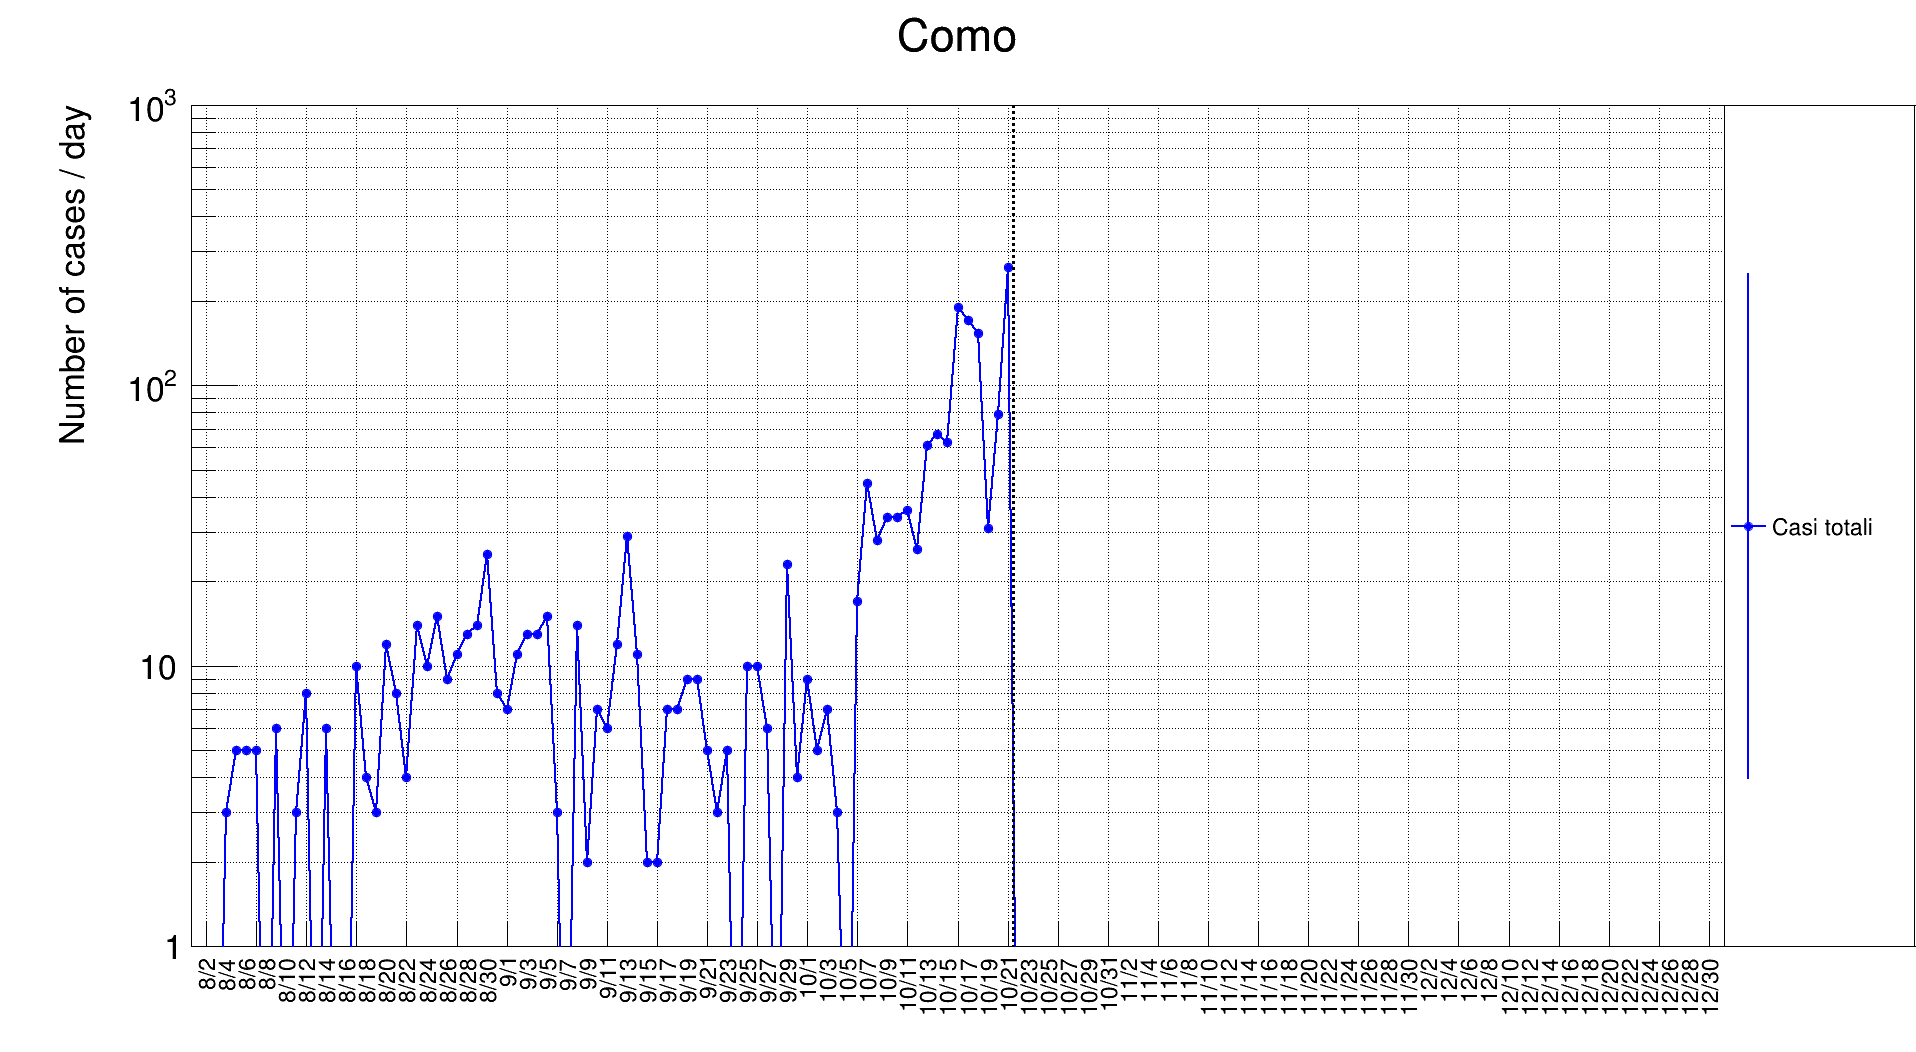 Como
Number of cases / day
10³
10²
10
1
8/2 8/4 8/6 8/8 8/10 8/12 8/14 8/16 8/18 8/20 8/22 8/24 8/26 8/28 8/30 9/1 9/3 9/5 9/7 9/9 9/11 9/13 9/15 9/17 9/19 9/21 9/23 9/25 9/27 9/29 10/1 10/3 10/5 10/7 10/9 10/11 10/13 10/15 10/17 10/19 10/21 10/23 10/25 10/27 10/29 10/31 11/2 11/4 11/6 11/8 11/10 11/12 11/14 11/16 11/18 11/20 11/22 11/24 11/26 11/28 11/30 12/2 12/4 12/6 12/8 12/10 12/12 12/14 12/16 12/18 12/20 12/22 12/24 12/26 12/28 12/30
Casi totali